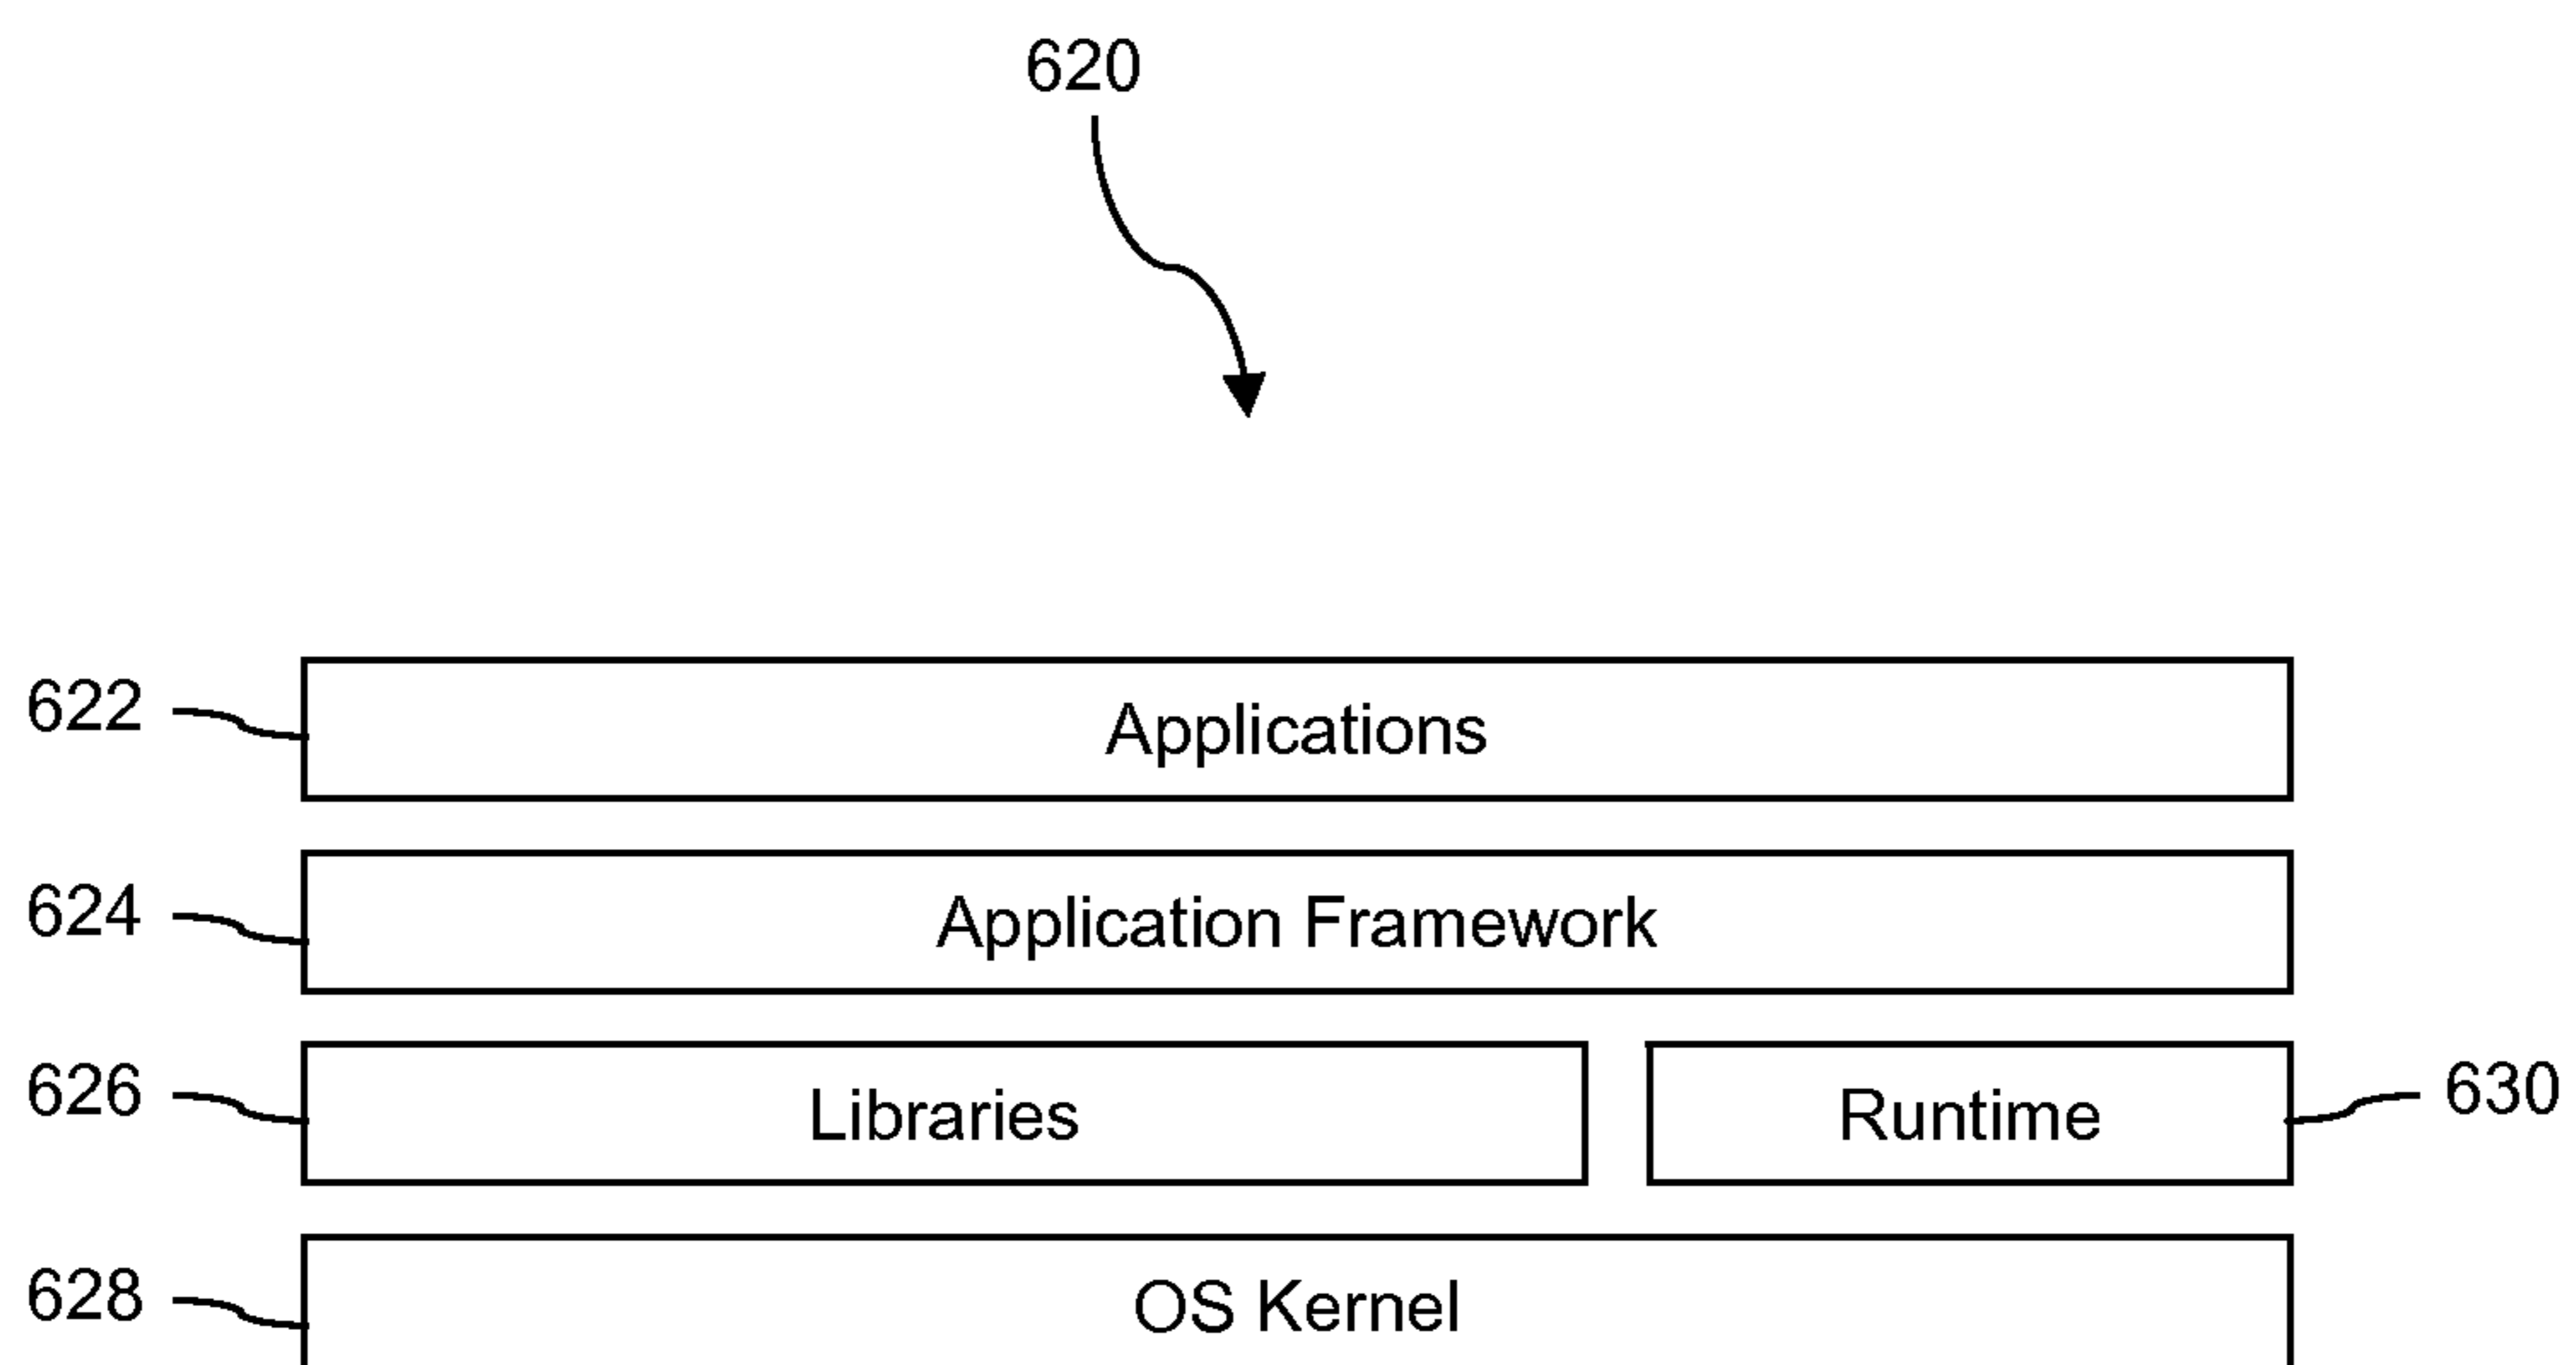 620
622 Applications
624 Application Framework
626 Libraries Runtime 630
628 OS Kernel